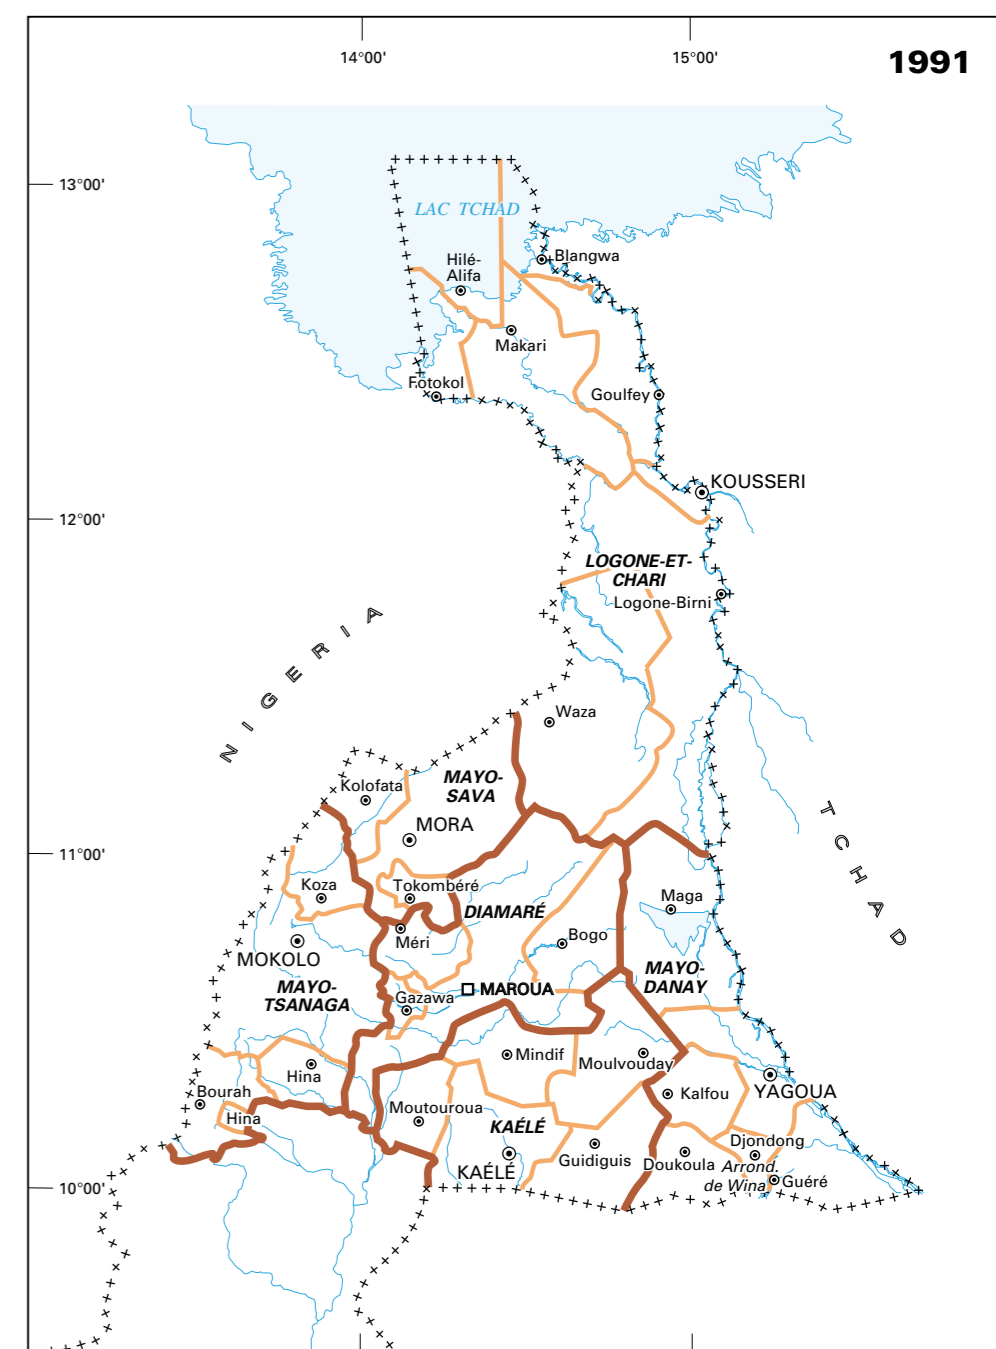 14°00'
15°00'
1991
13°00'
LAC TCHAD
Blangwa
Hilé-
Alifa
Makari
Fotokol
Goulfey
KOUSSERI
12°00'
LOGONE-ET-
CHARI
Logone-Birni
NIGERIA
Waza
MAYO-
SAVA
Kolofata
MORA
TCHAD
11°00'
Koza
Tokombéré
Maga
DIAMARÉ
Méri
Bogo
MOKOLO
MAYO-
DANAY
MAYO-
TSANAGA
MAROUA
Gazawa
Mindif
Moulvouday
Hina
YAGOUA
Bourah
Kalfou
Moutouroua
Hina
KAÉLÉ
Djondong
Guidiguis
Doukoula
Arrond.
de Wina
KAÉLÉ
Guéré
10°00'